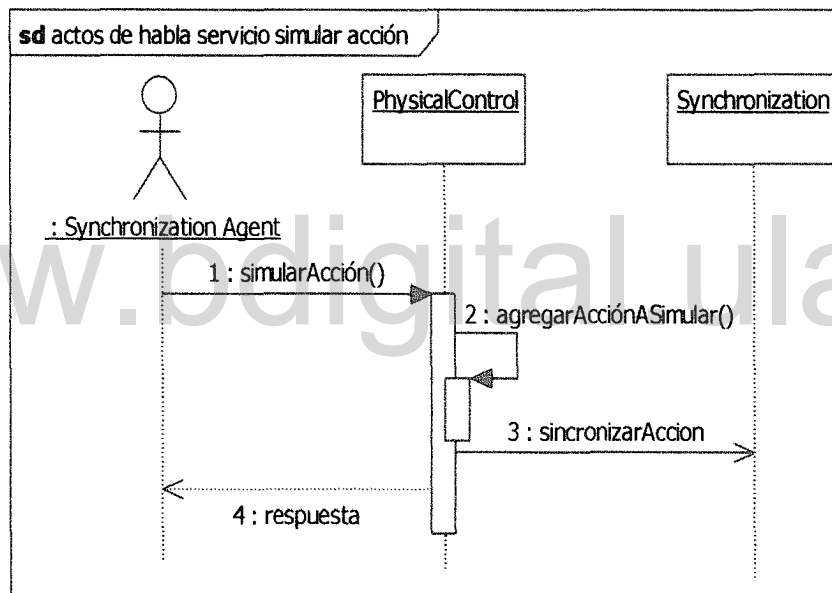 sd actos de habla servicio simular acción
PhysicalControl
Synchronization
: Synchronization Agent
w.bdigital.ula
1 : simularAcción()
2 : agregarAcciónASimular()
3 : sincronizarAccion
4 : respuesta